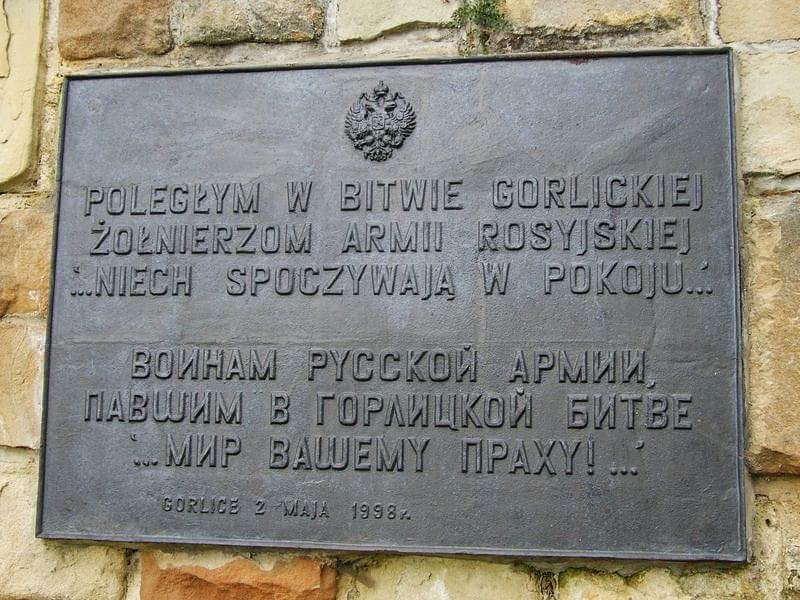 POLEGŁYM W BITWIE GORLICKIEJ
ŻOŁNIERZOM ARMII ROSYJSKIEJ
'...NIECH SPOCZYWAJĄ W POKOJU...'
ВОИНАМ РУССКОЙ АРМИИ,
ПАВШИМ В ГОРЛИЦКОЙ БИТВЕ
'...МИР ВАШЕМУ ПРАХУ!...'
GORLICE 2 MAJA 1998r.